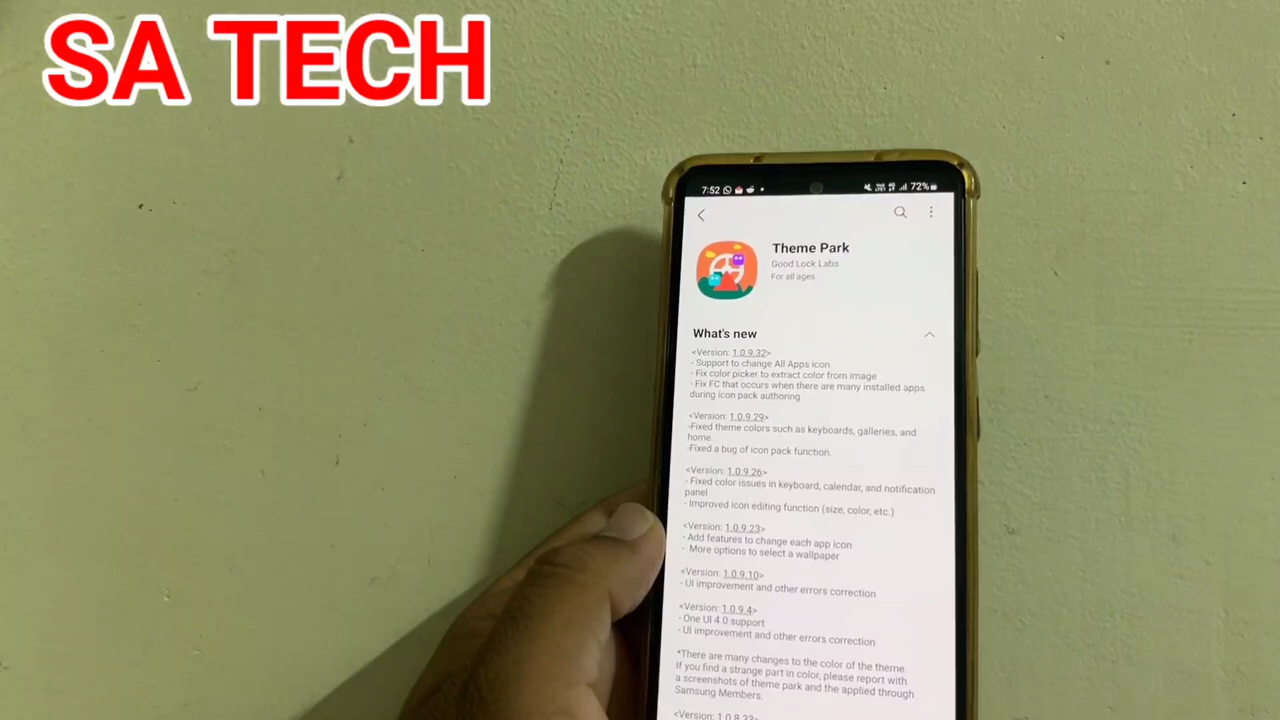 SA TECH
7:52
72%
Theme Park
Good Lock Labs
For all ages
What's new
<Version: 1.0.9.32>
- Support to change All Apps icon
- Fix color picker to extract color from image
- Fix FC that occurs when there are many installed apps
during icon pack authoring
<Version: 1.0.9.29>
-Fixed theme colors such as keyboards, galleries, and
home
-Fixed a bug of icon pack function.
<Version: 1.0.9.26>
- Fixed color issues in keyboard, calendar, and notification
panel
- Improved icon editing function (size, color, etc.)
<Version: 1.0.9.23>
- Add features to change each app icon
- More options to select a wallpaper
<Version: 1.0.9.10>
- UI improvement and other errors correction
<Version: 1.0.9.4>
- One UI 4.0 support
- UI improvement and other errors correction
*There are many changes to the color of the theme.
If you find a strange part in color, please report with
a screenshots of theme park and the applied through
Samsung Members.
<Version: 1.0.8.33>